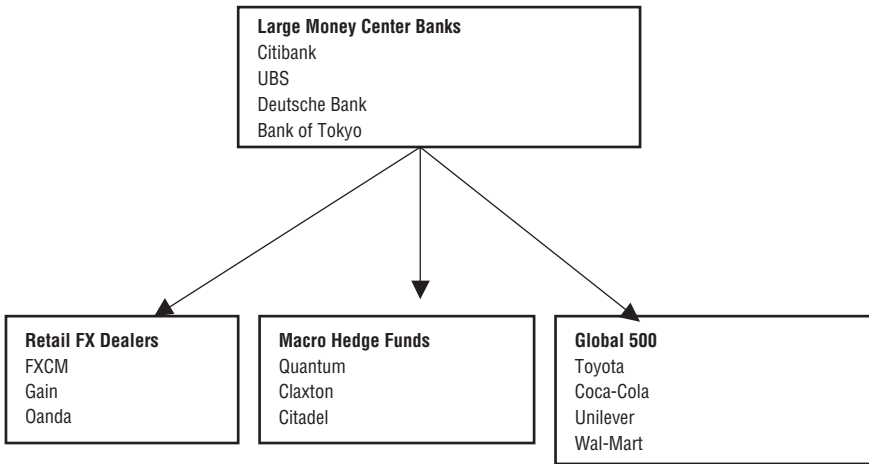 Large Money Center Banks
Citibank
UBS
Deutsche Bank
Bank of Tokyo
Retail FX Dealers
FXCM
Gain
Oanda
Macro Hedge Funds
Quantum
Claxton
Citadel
Global 500
Toyota
Coca-Cola
Unilever
Wal-Mart